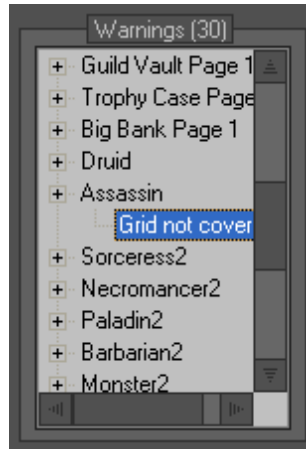 Warnings (30)
Guild Vault Page 1
Trophy Case Page
Big Bank Page 1
Druid
Assassin
Grid not cover
Sorceress2
Necromancer2
Paladin2
Barbarian2
Monster2